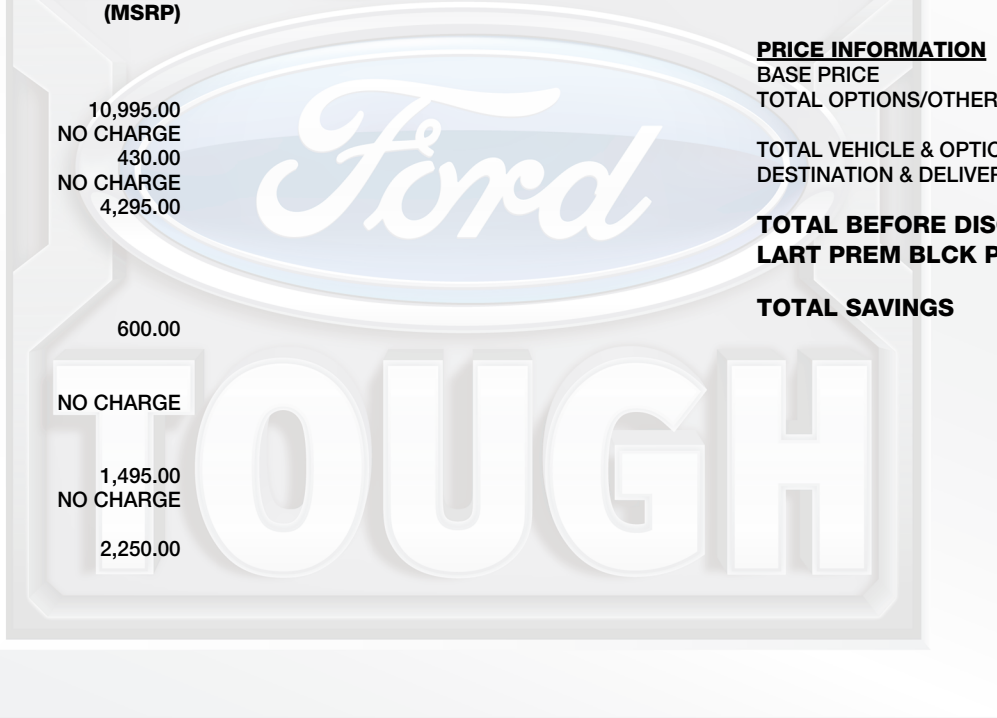 (MSRP)
10,995.00
NO CHARGE
430.00
NO CHARGE
4,295.00
600.00
NO CHARGE
1,495.00
NO CHARGE
2,250.00
PRICE INFORMATION
BASE PRICE
TOTAL OPTIONS/OTHER
TOTAL VEHICLE & OPTIO
DESTINATION & DELIVER
TOTAL BEFORE DIS
LART PREM BLCK P
TOTAL SAVINGS
Ford
TOUGH